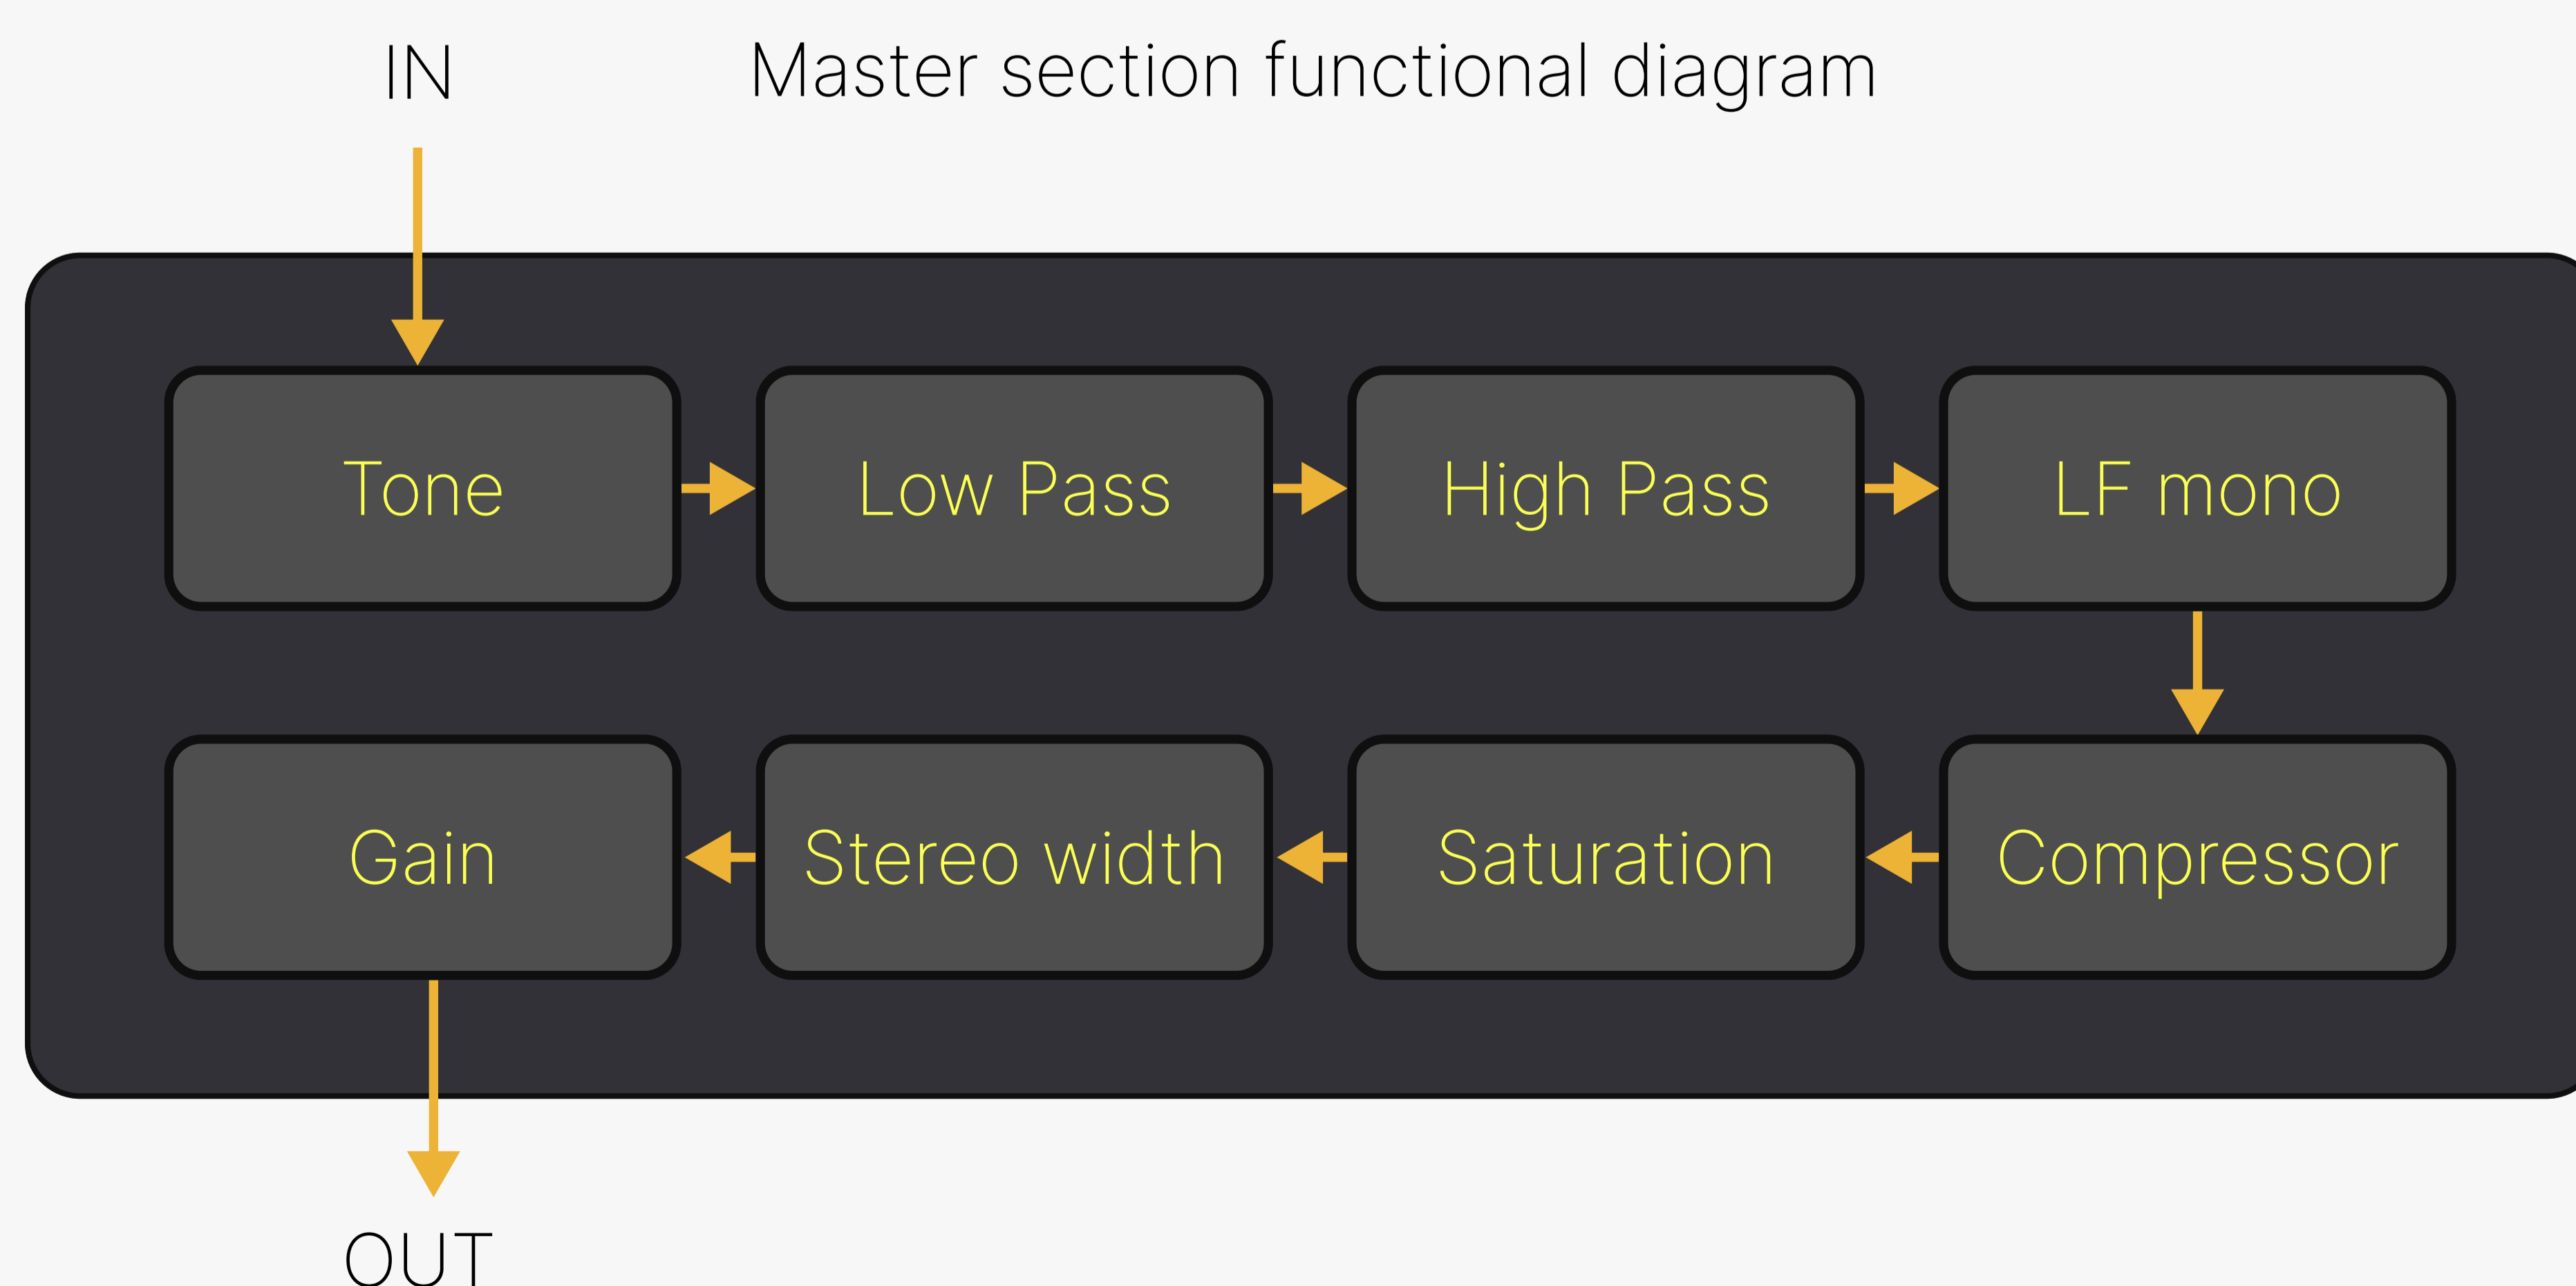 IN
Master section functional diagram
Tone
Low Pass
High Pass
LF mono
Gain
Stereo width
Saturation
Compressor
OUT